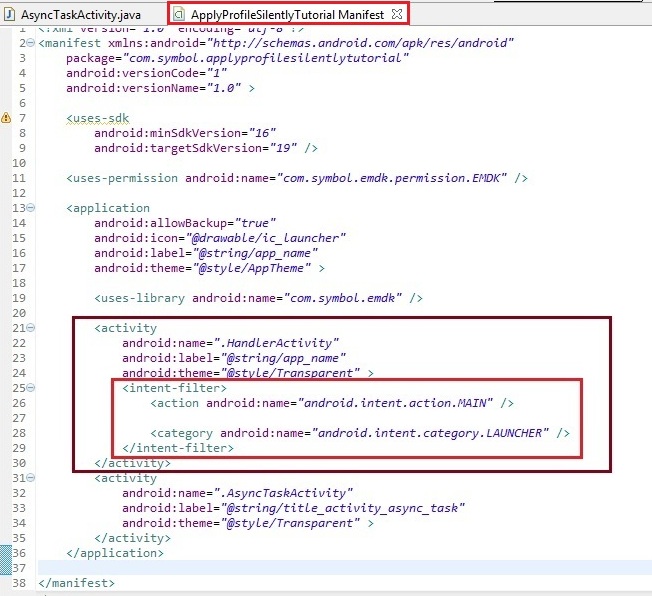 AsyncTaskActivity.java
ApplyProfileSilentlyTutorial Manifest
1 <?xml version="1.0" encoding="utf-8"?>
2 <manifest xmlns:android="http://schemas.android.com/apk/res/android"
3 package="com.symbol.applyprofilesilentlytutorial"
4 android:versionCode="1"
5 android:versionName="1.0" >
6
7 <uses-sdk
8 android:minSdkVersion="16"
9 android:targetSdkVersion="19" />
10
11 <uses-permission android:name="com.symbol.emdk.permission.EMDK" />
12
13 <application
14 android:allowBackup="true"
15 android:icon="@drawable/ic_launcher"
16 android:label="@string/app_name"
17 android:theme="@style/AppTheme" >
18
19 <uses-library android:name="com.symbol.emdk" />
20
21 <activity
22 android:name=".HandlerActivity"
23 android:label="@string/app_name"
24 android:theme="@style/Transparent" >
25 <intent-filter>
26 <action android:name="android.intent.action.MAIN" />
27
28 <category android:name="android.intent.category.LAUNCHER" />
29 </intent-filter>
30 </activity>
31 <activity
32 android:name=".AsyncTaskActivity"
33 android:label="@string/title_activity_async_task"
34 android:theme="@style/Transparent" >
35 </activity>
36 </application>
37
38 </manifest>